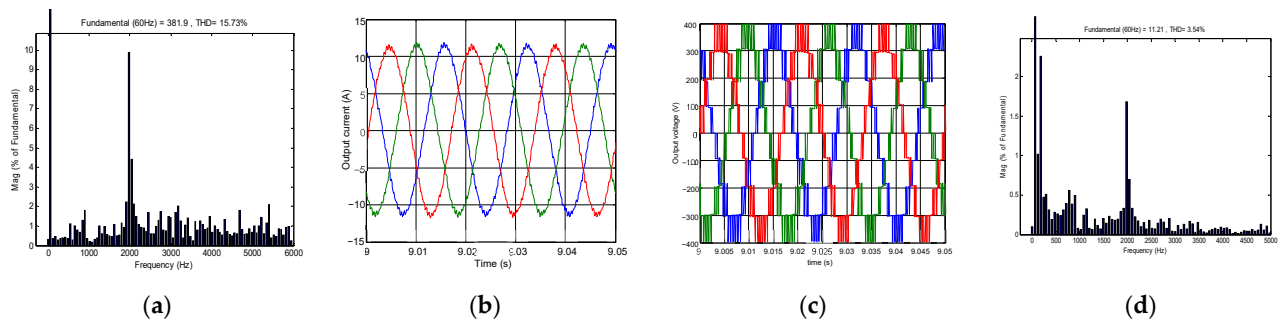 Fundamental (60Hz) = 381.9 , THD= 15.73%
Mag (% of Fundamental)
10
9
8
7
6
5
4
3
2
1
0
0 1000 2000 3000 4000 5000 6000
Frequency (Hz)
(a)
Output current (A)
15
10
5
0
−5
−10
−15
9 9.01 9.02 9.03 9.04 9.05
Time (s)
(b)
Output voltage (V)
400
300
200
100
0
-100
-200
-300
-400
9 9.005 9.01 9.015 9.02 9.025 9.03 9.035 9.04 9.045 9.05
time (s)
(c)
Fundamental (60Hz) = 11.21 , THD= 3.54%
Mag (% of Fundamental)
2
1.5
1
0.5
0
0 500 1000 1500 2000 2500 3000 3500 4000 4500 5000
Frequency (Hz)
(d)